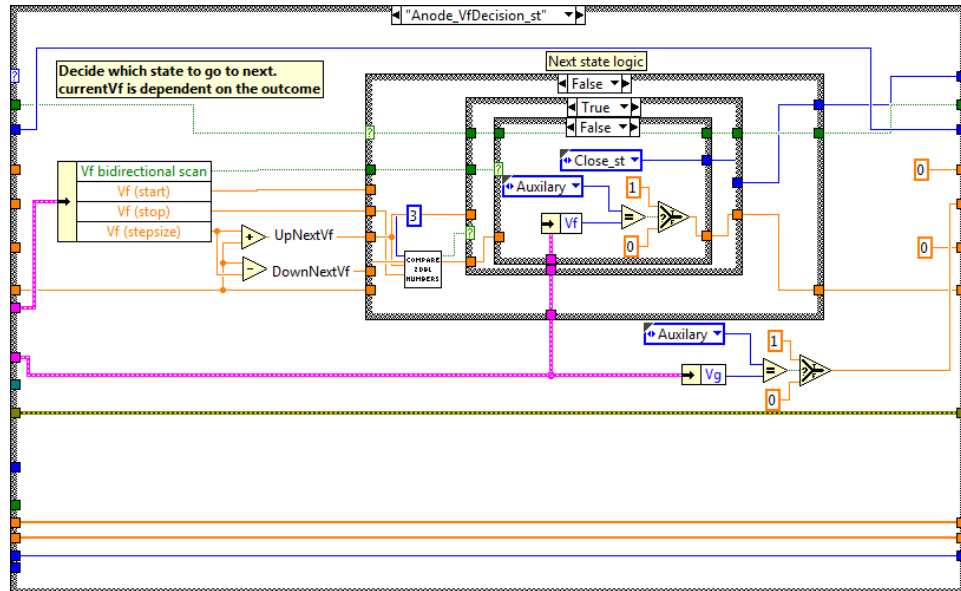 "Anode_VfDecision_st"
Decide which state to go to next.
currentVf is dependent on the outcome
Next state logic
False
True
False
Close_st
Vf bidirectional scan
Vf (start)
Vf (stop)
Vf (stepsize)
Auxilary
1
0
Vf
3
UpNextVf
DownNextVf
COMPARE
2DBL
NUMBERS
0
0
Auxilary
1
Vg
0